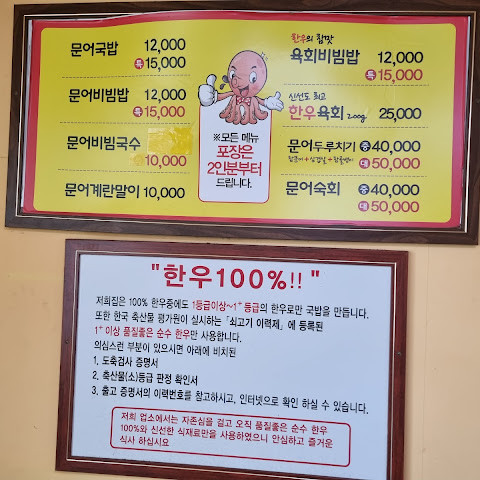 문어국밥 12,000
특 15,000
문어비빔밥 12,000
특 15,000
문어비빔국수
10,000
문어계란말이 10,000
※모든 메뉴
포장은
2인분부터
드립니다.
한우의 참맛
육회비빔밥 12,000
특 15,000
신선도 최고
한우육회 200g 25,000
문어두루치기 중 40,000
대 50,000
문어숙회 중 40,000
대 50,000
"한우100%!!"
저희집은 100% 한우중에도 1등급이상~1⁺ 등급의 한우로만 국밥을 만듭니다.
또한 한국 축산물 평가원이 실시하는「쇠고기 이력제」에 등록된
1⁺ 이상 품질좋은 순수 한우만 사용합니다.
의심스런 부분이 있으시면 아래에 비치된
1. 도축검사 증명서
2. 축산물(소)등급 판정 확인서
3. 출고 증명서의 이력번호를 참고하시고, 인터넷으로 확인 하실 수 있습니다.
저희 업소에서는 자존심을 걸고 오직 품질좋은 순수 한우
100%와 신선한 식재료만을 사용하였으니 안심하고 즐거운
식사 하십시요